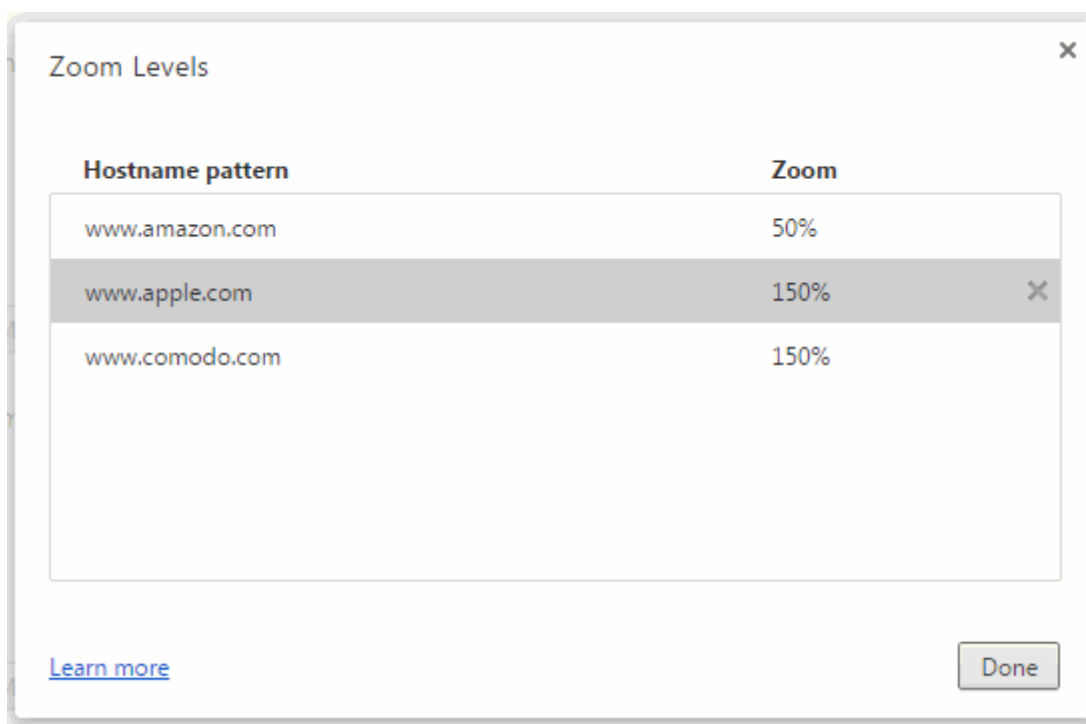 Zoom Levels
Hostname pattern Zoom
www.amazon.com 50%
www.apple.com 150%
www.comodo.com 150%
Learn more Done